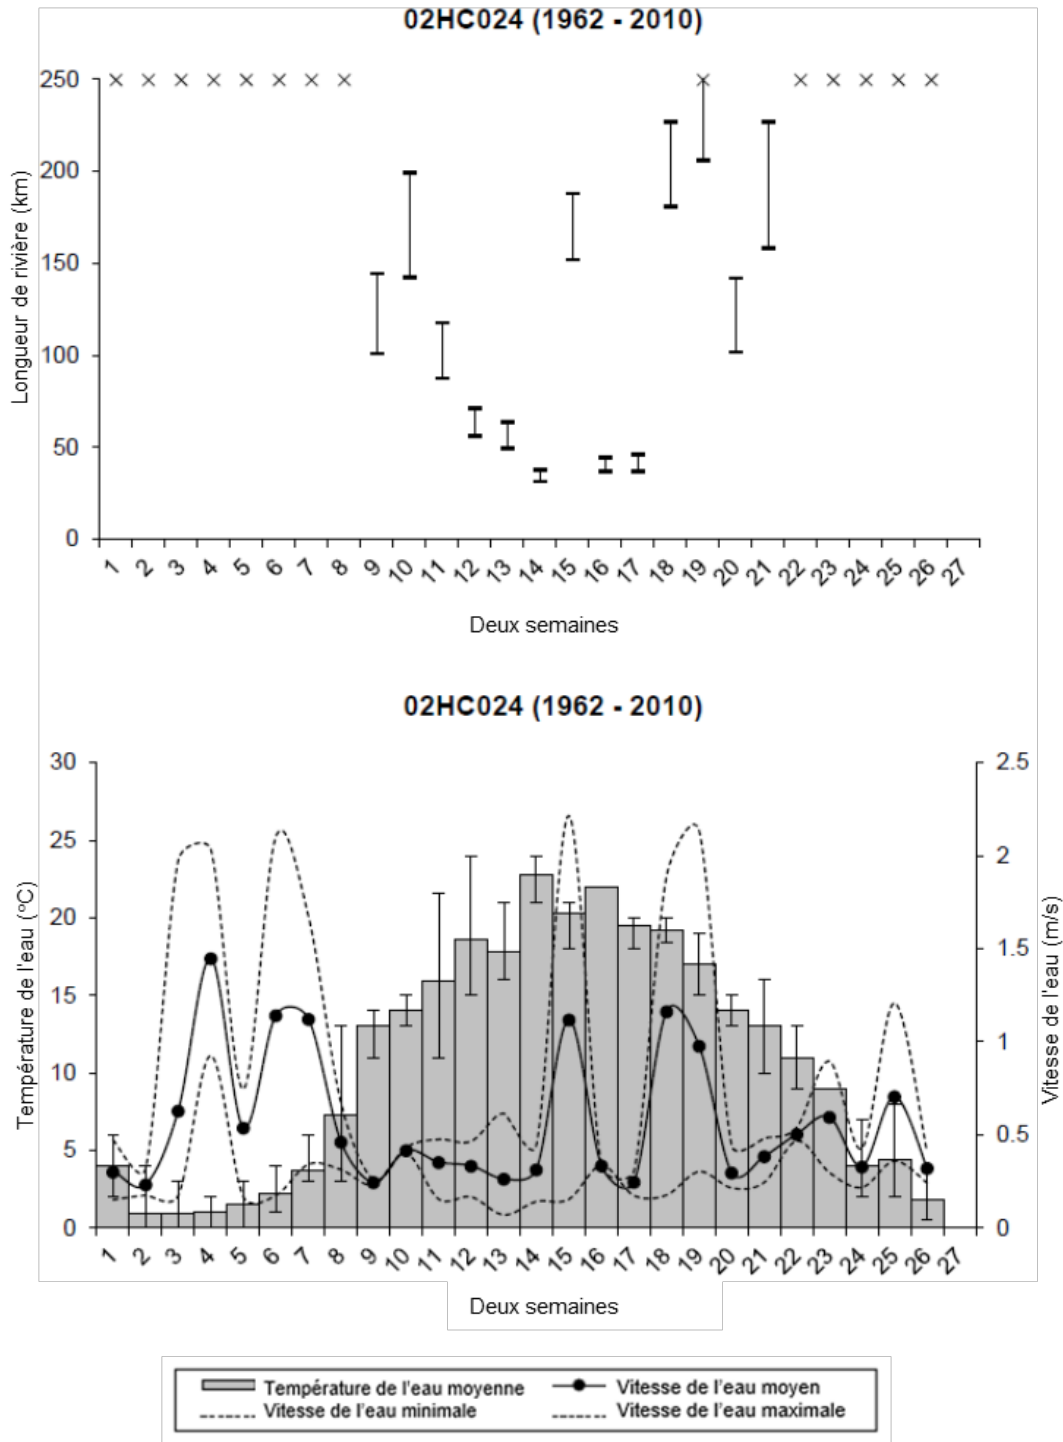 02HC024 (1962 - 2010)
Longueur de rivière (km)
250
200
150
100
50
0
1 2 3 4 5 6 7 8 9 10 11 12 13 14 15 16 17 18 19 20 21 22 23 24 25 26 27
Deux semaines
02HC024 (1962 - 2010)
Température de l'eau (°C)
30
25
20
15
10
5
0
2.5
2
1.5
1
0.5
0
Vitesse de l'eau (m/s)
1 2 3 4 5 6 7 8 9 10 11 12 13 14 15 16 17 18 19 20 21 22 23 24 25 26 27
Deux semaines
Température de l'eau moyenne Vitesse de l'eau moyen
Vitesse de l'eau minimale Vitesse de l'eau maximale